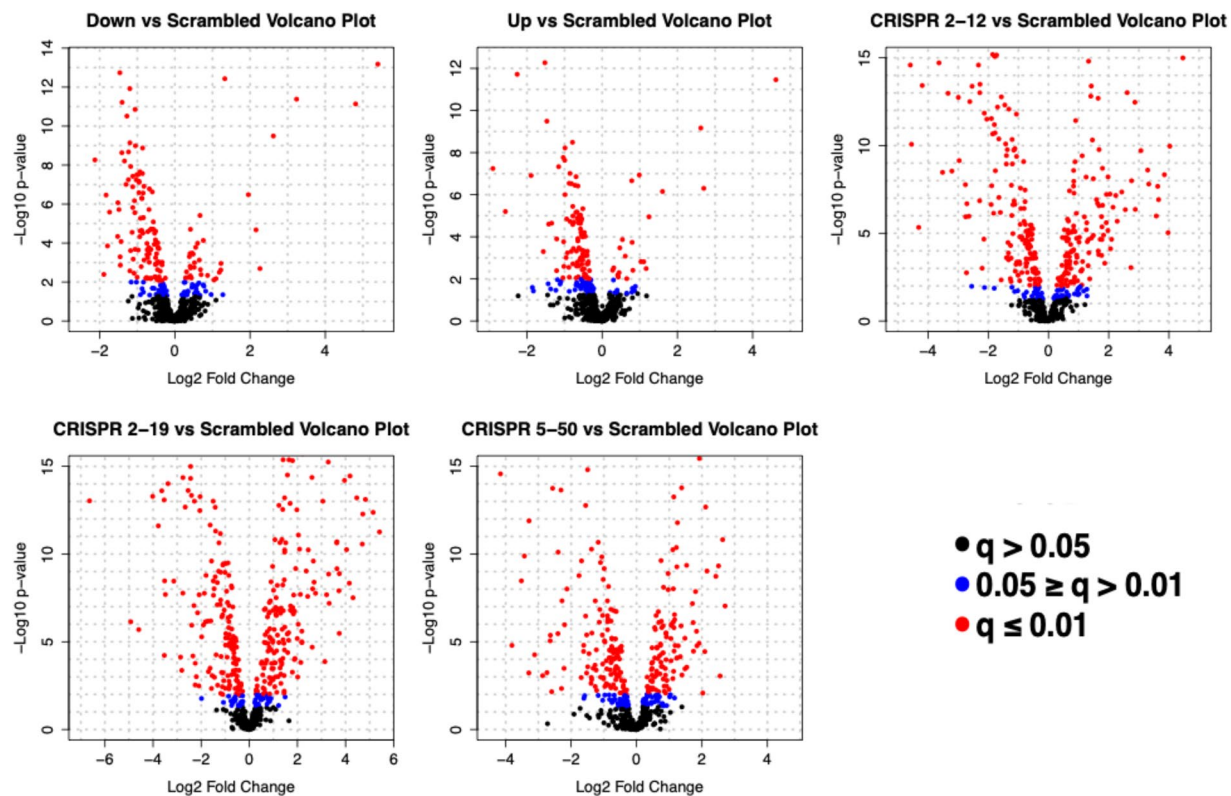 Down vs Scrambled Volcano Plot
14
12
10
8
6
4
2
0
−Log10 p−value
−2 0 2 4
Log2 Fold Change
Up vs Scrambled Volcano Plot
12
10
8
6
4
2
0
−Log10 p−value
−2 0 2 4
Log2 Fold Change
CRISPR 2−12 vs Scrambled Volcano Plot
15
10
5
0
−Log10 p−value
−4 −2 0 2 4
Log2 Fold Change
CRISPR 2−19 vs Scrambled Volcano Plot
15
10
5
0
−Log10 p−value
−6 −4 −2 0 2 4 6
Log2 Fold Change
CRISPR 5−50 vs Scrambled Volcano Plot
15
10
5
0
−Log10 p−value
−4 −2 0 2 4
Log2 Fold Change
q > 0.05
0.05 ≥ q > 0.01
q ≤ 0.01